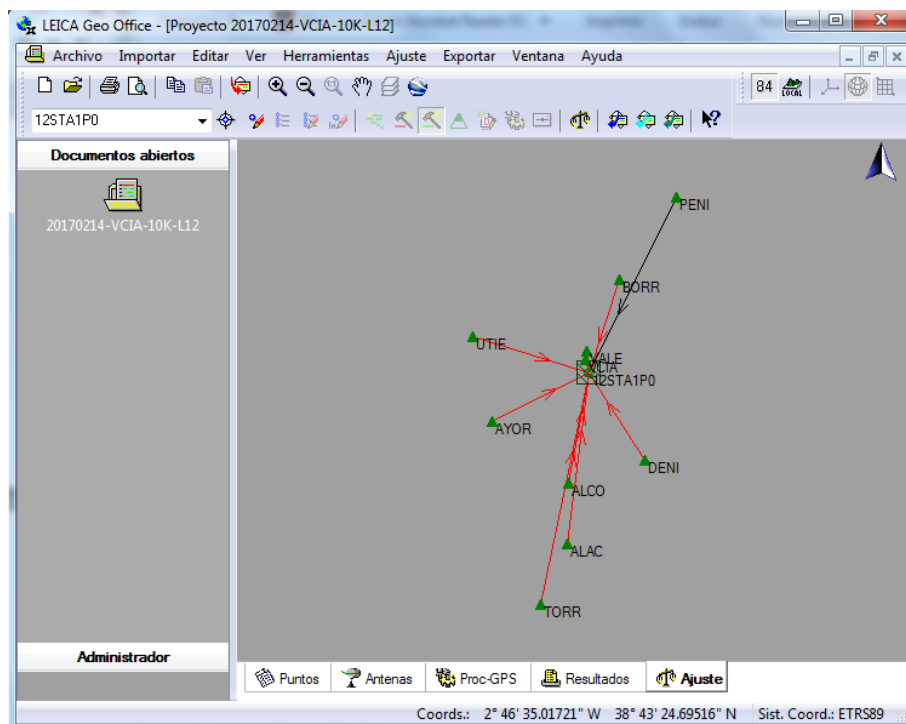 LEICA Geo Office - [Proyecto 20170214-VCIA-10K-L12]
Archivo Importar Editar Ver Herramientas Ajuste Exportar Ventana Ayuda
84 LOCAL
12STA1P0
Documentos abiertos
20170214-VCIA-10K-L12
PENI
BORR
UTIE
VALE
VCIA
12STA1P0
AYOR
DENI
ALCO
ALAC
TORR
Administrador
Puntos Antenas Proc-GPS Resultados Ajuste
Coords.: 2° 46' 35.01721" W 38° 43' 24.69516" N Sist. Coord.: ETRS89